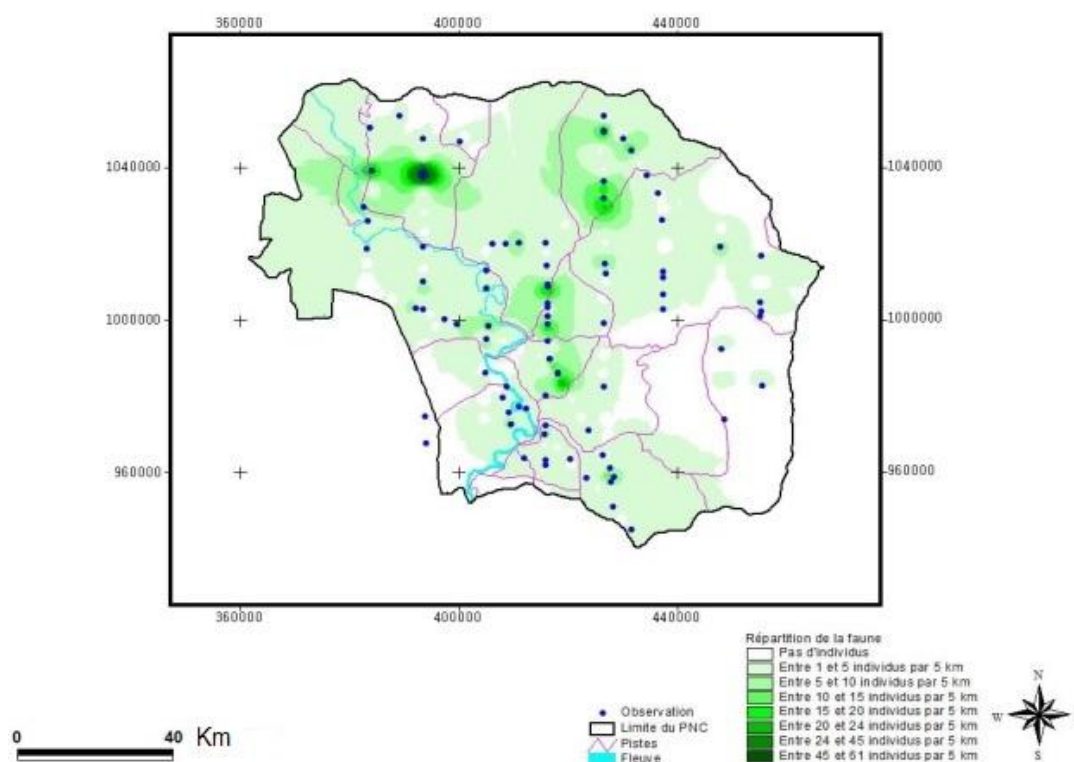 360000 400000 440000
1040000 1040000
1000000 1000000
960000 960000
360000 400000 440000
Répartition de la faune
Pas d'individus
Entre 1 et 5 individus par 5 km
Entre 5 et 10 individus par 5 km
Entre 10 et 15 individus par 5 km
Entre 15 et 20 individus par 5 km
Entre 20 et 24 individus par 5 km
Entre 24 et 45 individus par 5 km
Entre 45 et 61 individus par 5 km
Observation
Limite du PNC
Pistes
Fleuve
0 40 Km
N
W E
S